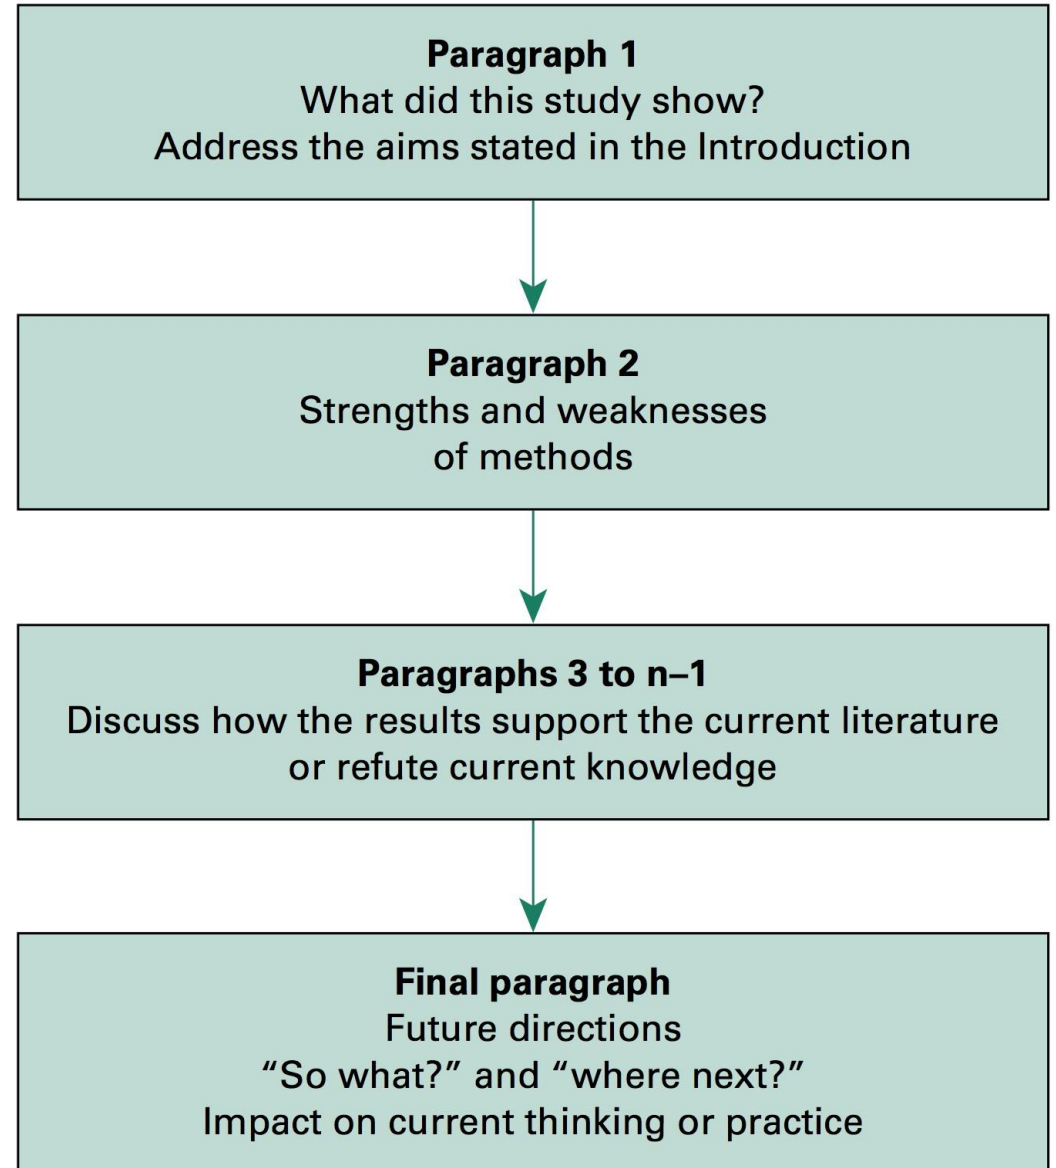 Paragraph 1
What did this study show?
Address the aims stated in the Introduction
Paragraph 2
Strengths and weaknesses
of methods
Paragraphs 3 to n–1
Discuss how the results support the current literature
or refute current knowledge
Final paragraph
Future directions
“So what?” and “where next?”
Impact on current thinking or practice